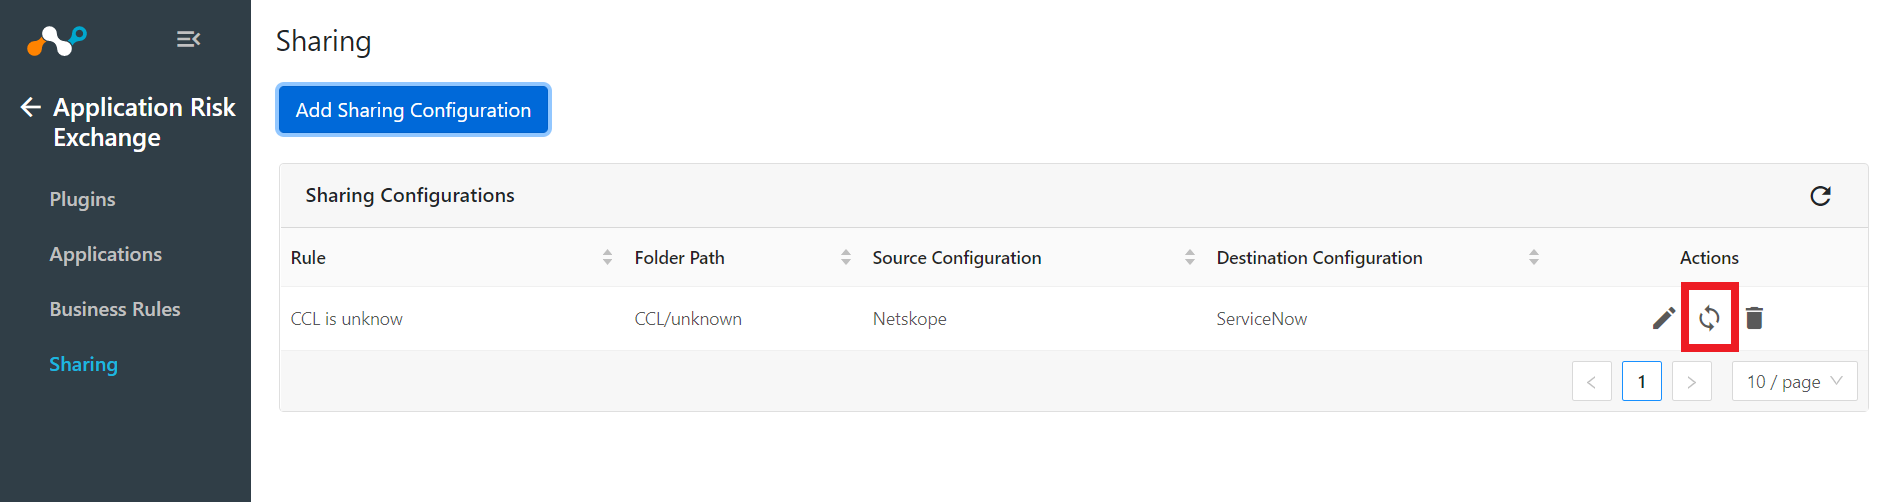 Sharing
Application Risk
Exchange
Plugins
Applications
Business Rules
Sharing
Add Sharing Configuration
Sharing Configurations
Rule Folder Path Source Configuration Destination Configuration Actions
CCL is unknow CCL/unknown Netskope ServiceNow
< 1 > 10 / page